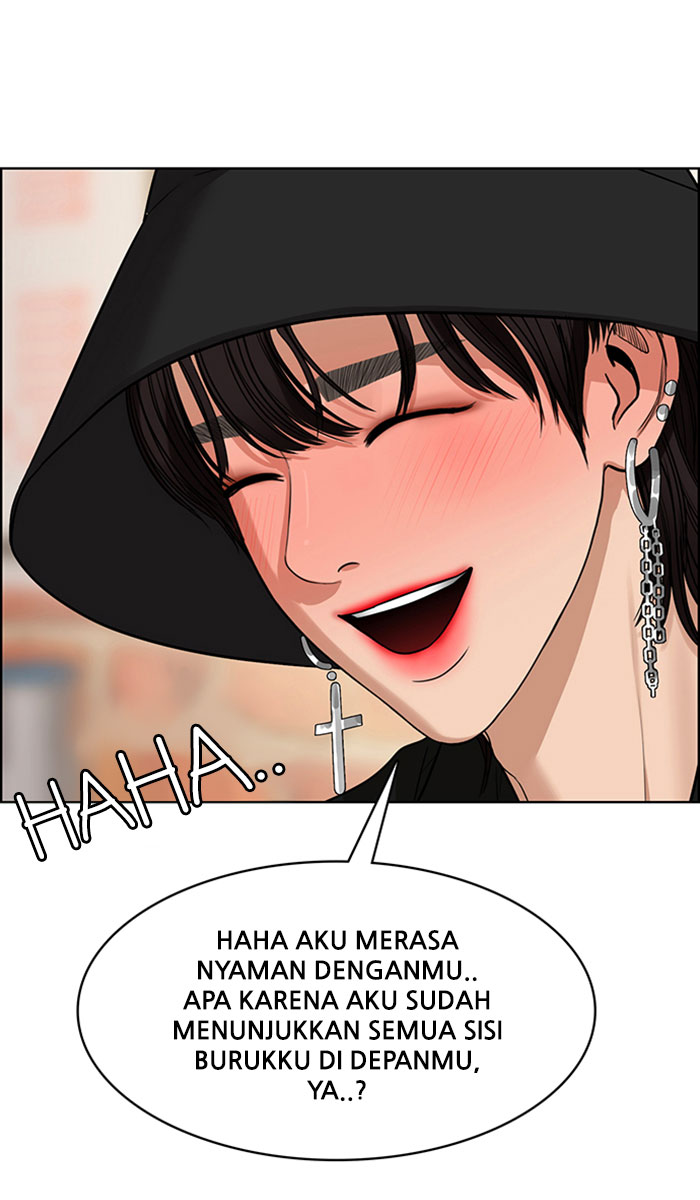 HAHA..
HAHA AKU MERASA
NYAMAN DENGANMU..
APA KARENA AKU SUDAH
MENUNJUKKAN SEMUA SISI
BURUKKU DI DEPANMU,
YA..?